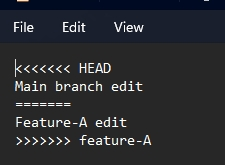 File Edit View
<<<<<<< HEAD
Main branch edit
=======
Feature-A edit
>>>>>>> feature-A